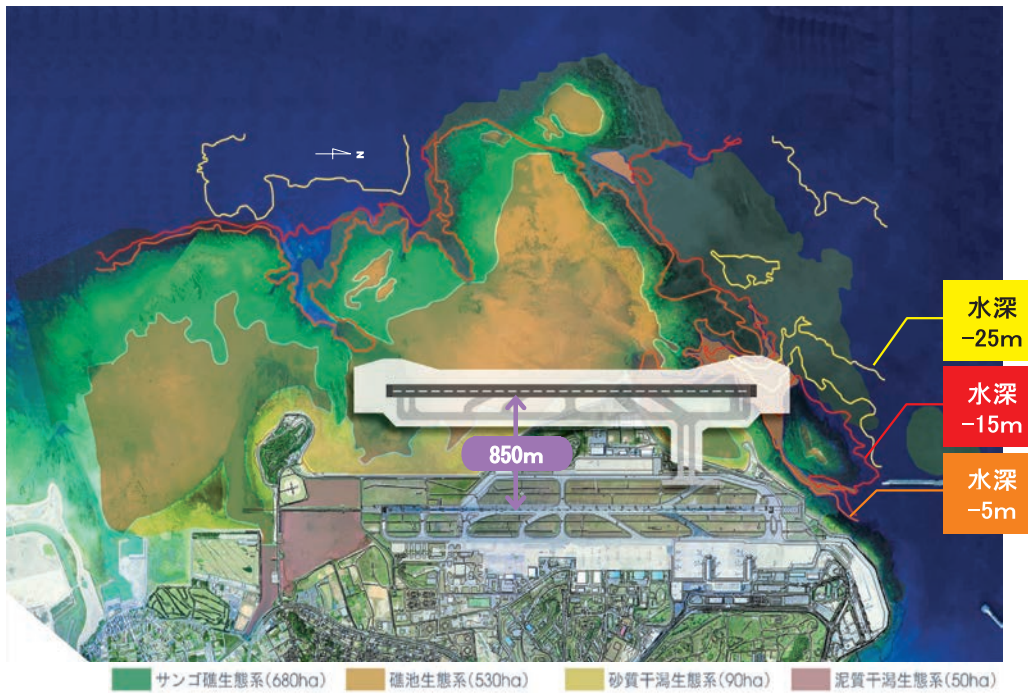 N
水深
-25m
水深
-15m
850m
水深
-5m
サンゴ礁生態系(680ha)
礁池生態系(530ha)
砂質干潟生態系(90ha)
泥質干潟生態系(50ha)